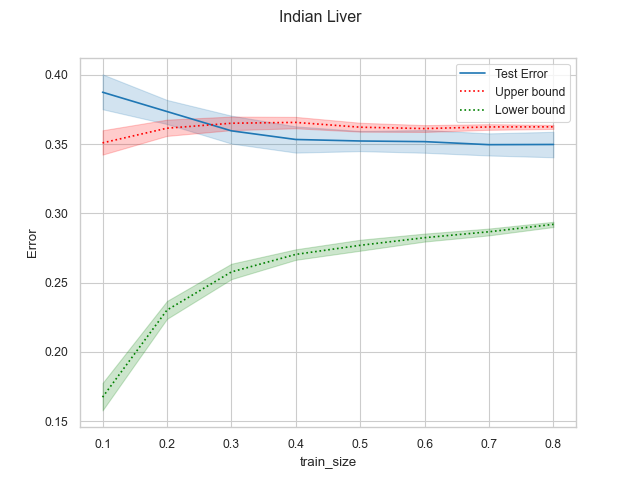 Indian Liver
Test Error
Upper bound
Lower bound
0.40
0.35
0.30
0.25
0.20
0.15
Error
0.1 0.2 0.3 0.4 0.5 0.6 0.7 0.8
train_size